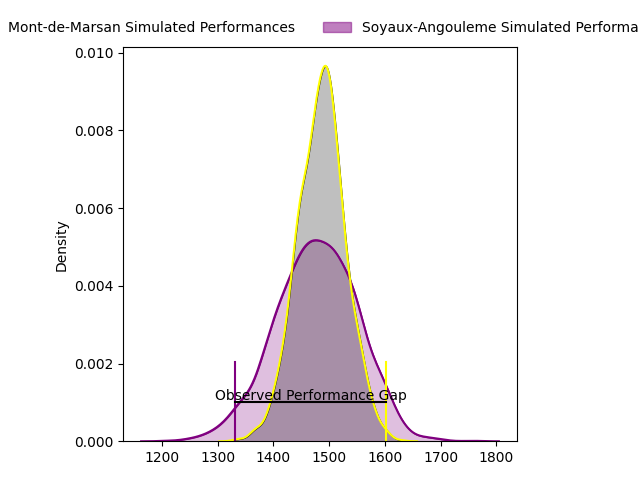 Mont-de-Marsan Simulated Performances
Soyaux-Angouleme Simulated Performa
0.010
0.008
0.006
0.004
0.002
0.000
Density
Observed Performance Gap
1200 1300 1400 1500 1600 1700 1800